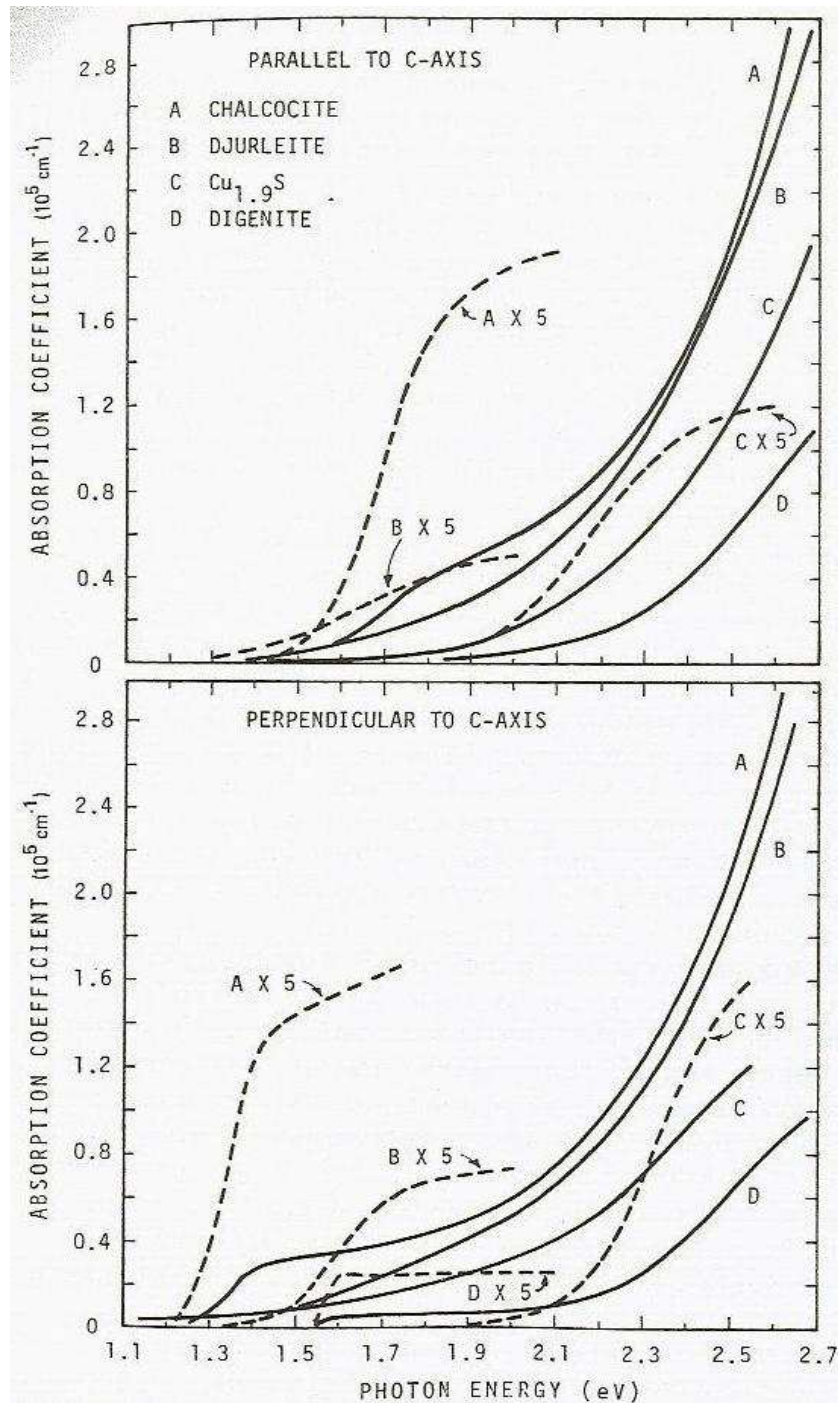 PARALLEL TO C-AXIS
A CHALCOCITE
B DJURLEITE
C Cu1.9S
D DIGENITE
ABSORPTION COEFFICIENT (10⁵ cm⁻¹)
2.8
2.4
2.0
1.6
1.2
0.8
0.4
0
A
B
C
D
A X 5
B X 5
C X 5
PERPENDICULAR TO C-AXIS
ABSORPTION COEFFICIENT (10⁵ cm⁻¹)
2.8
2.4
2.0
1.6
1.2
0.8
0.4
0
A
B
C
D
A X 5
B X 5
C X 5
D X 5
1.1 1.3 1.5 1.7 1.9 2.1 2.3 2.5 2.7
PHOTON ENERGY (eV)